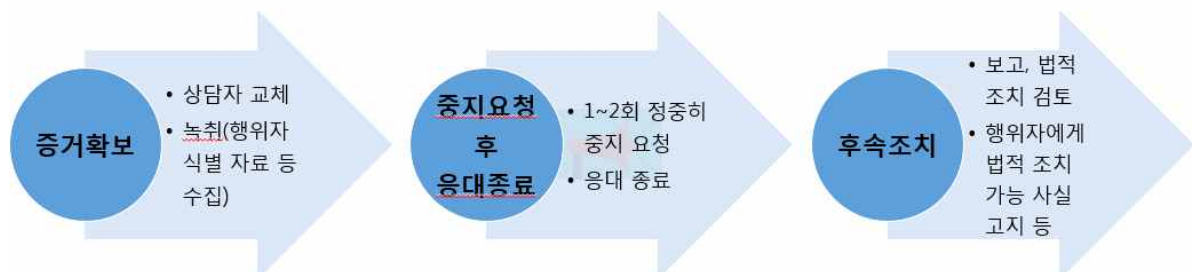 증거확보
• 상담자 교체
• 녹취(행위자
식별 자료 등
수집)
중지요청
후
응대종료
• 1~2회 정중히
중지 요청
• 응대 종료
후속조치
• 보고, 법적
조치 검토
• 행위자에게
법적 조치
가능 사실
고지 등